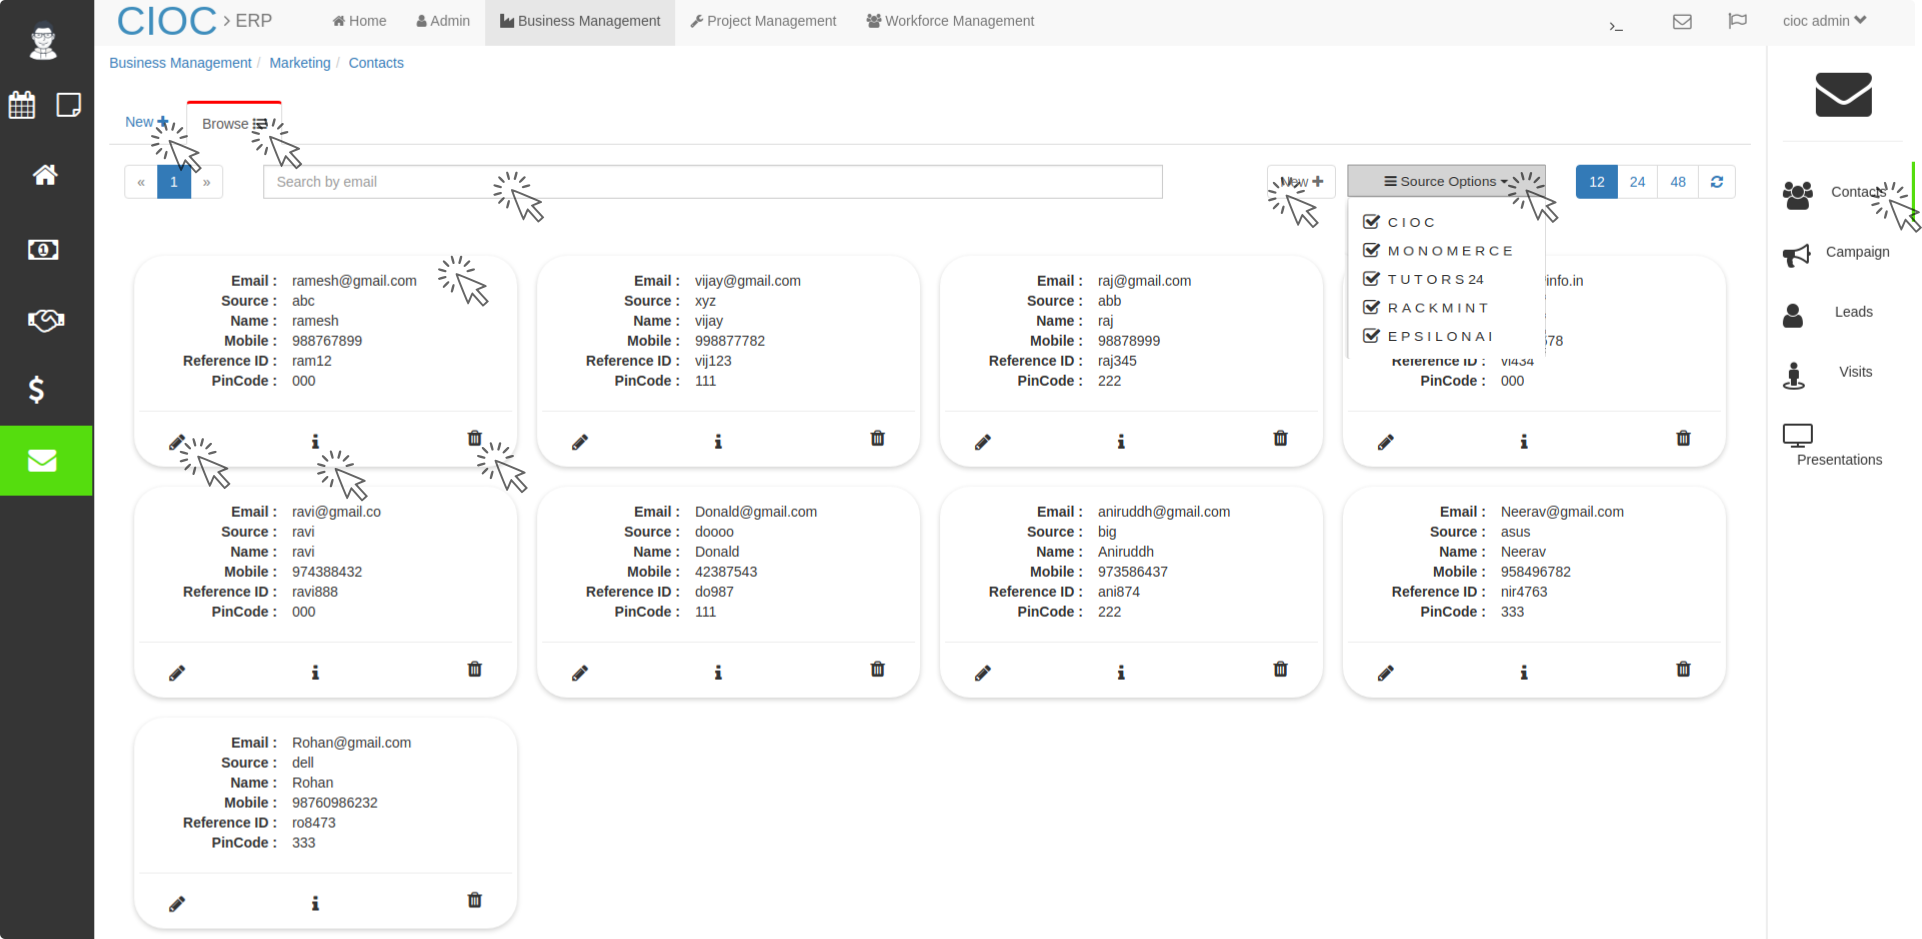 CIOC > ERP
Home
Admin
Business Management
Project Management
Workforce Management
>_
cioc admin
Business Management / Marketing / Contacts
New
Browse
« 1 »
Search by email
New
Source Options
12 24 48
C I O C
M O N O M E R C E
T U T O R S 24
R A C K M I N T
E P S I L O N A I
Email : ramesh@gmail.com
Source : abc
Name : ramesh
Mobile : 988767899
Reference ID : ram12
PinCode : 000
Email : vijay@gmail.com
Source : xyz
Name : vijay
Mobile : 998877782
Reference ID : vij123
PinCode : 111
Email : raj@gmail.com
Source : abb
Name : raj
Mobile : 98878999
Reference ID : raj345
PinCode : 222
info.in
78
Reference ID : vi434
PinCode : 000
Email : ravi@gmail.co
Source : ravi
Name : ravi
Mobile : 974388432
Reference ID : ravi888
PinCode : 000
Email : Donald@gmail.com
Source : doooo
Name : Donald
Mobile : 42387543
Reference ID : do987
PinCode : 111
Email : aniruddh@gmail.com
Source : big
Name : Aniruddh
Mobile : 973586437
Reference ID : ani874
PinCode : 222
Email : Neerav@gmail.com
Source : asus
Name : Neerav
Mobile : 958496782
Reference ID : nir4763
PinCode : 333
Email : Rohan@gmail.com
Source : dell
Name : Rohan
Mobile : 98760986232
Reference ID : ro8473
PinCode : 333
Contacts
Campaign
Leads
Visits
Presentations